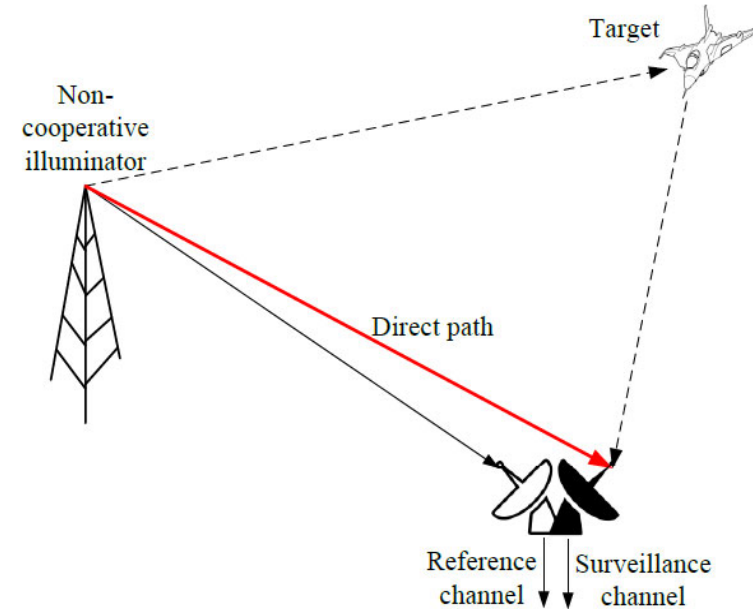 Target
Non-
cooperative
illuminator
Direct path
Reference
channel
Surveillance
channel